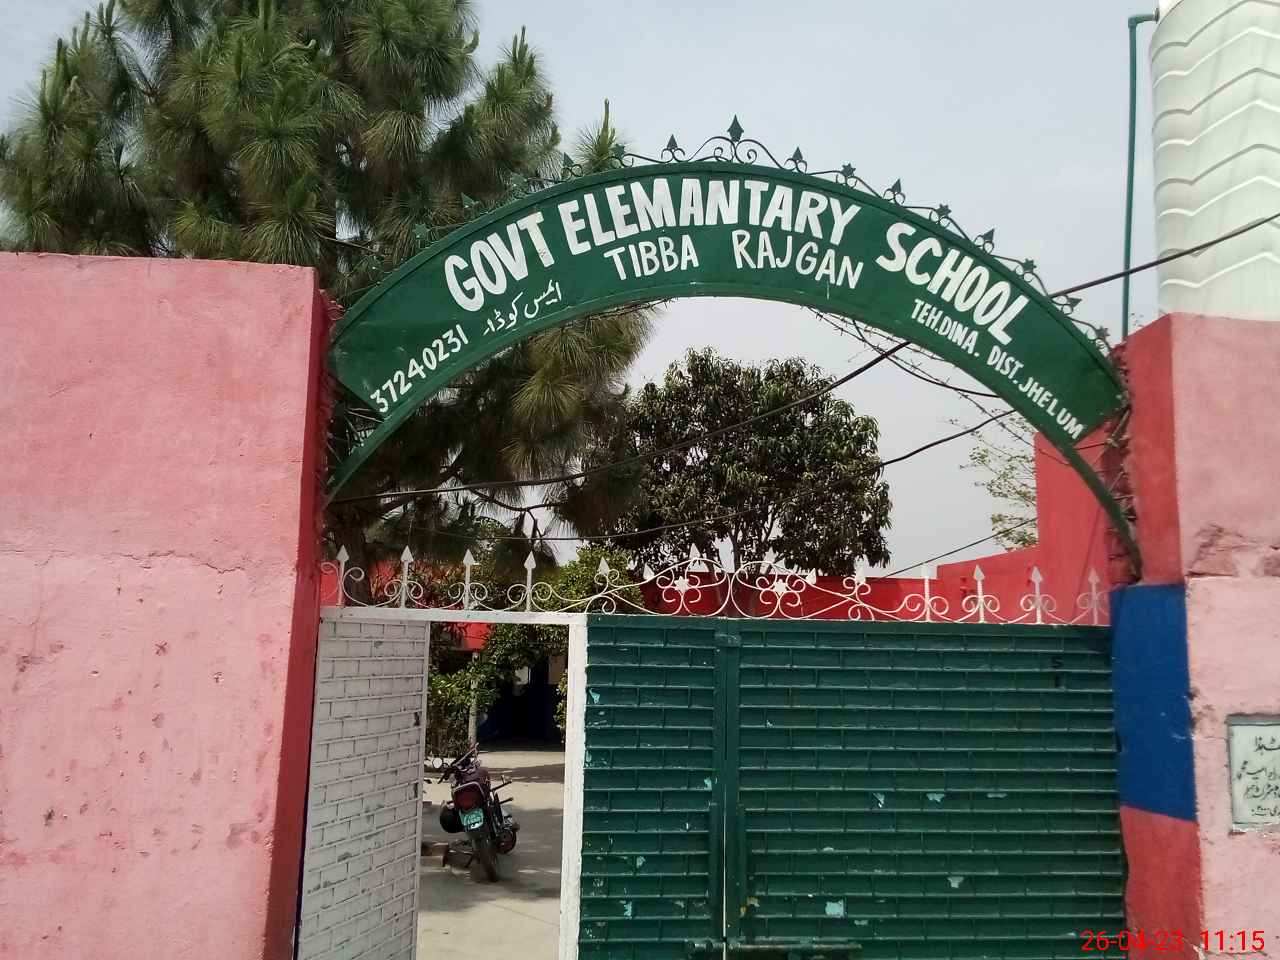 GOVT ELEMANTARY SCHOOL
TIBBA RAJGAN
TEH.DINA. DIST. JHELUM
ایمس کوڈ 37240231
26-04-23 11:15